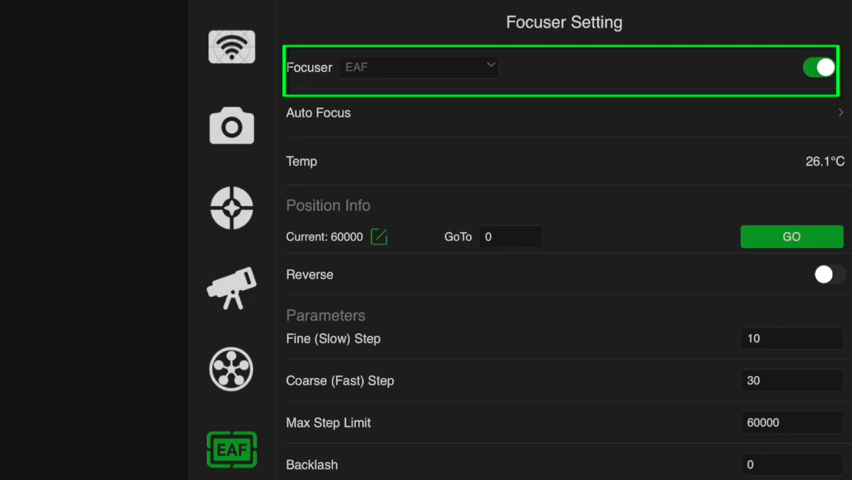 Focuser Setting
Focuser EAF
Auto Focus
Temp 26.1°C
Position Info
Current: 60000 GoTo 0 GO
Reverse
Parameters
Fine (Slow) Step 10
Coarse (Fast) Step 30
Max Step Limit 60000
EAF
Backlash 0